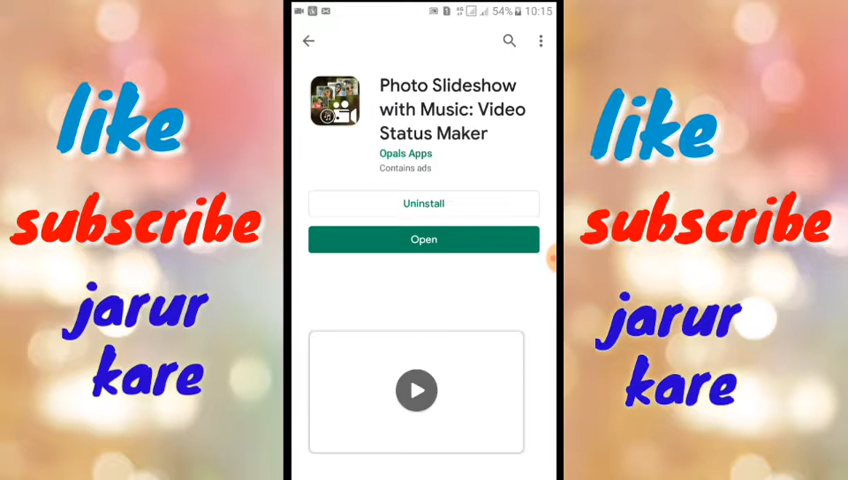 54% 10:15
Photo Slideshow
with Music: Video
Status Maker
Opals Apps
Contains ads
Uninstall
Open
like
subscribe
jarur
kare
like
subscribe
jarur
kare